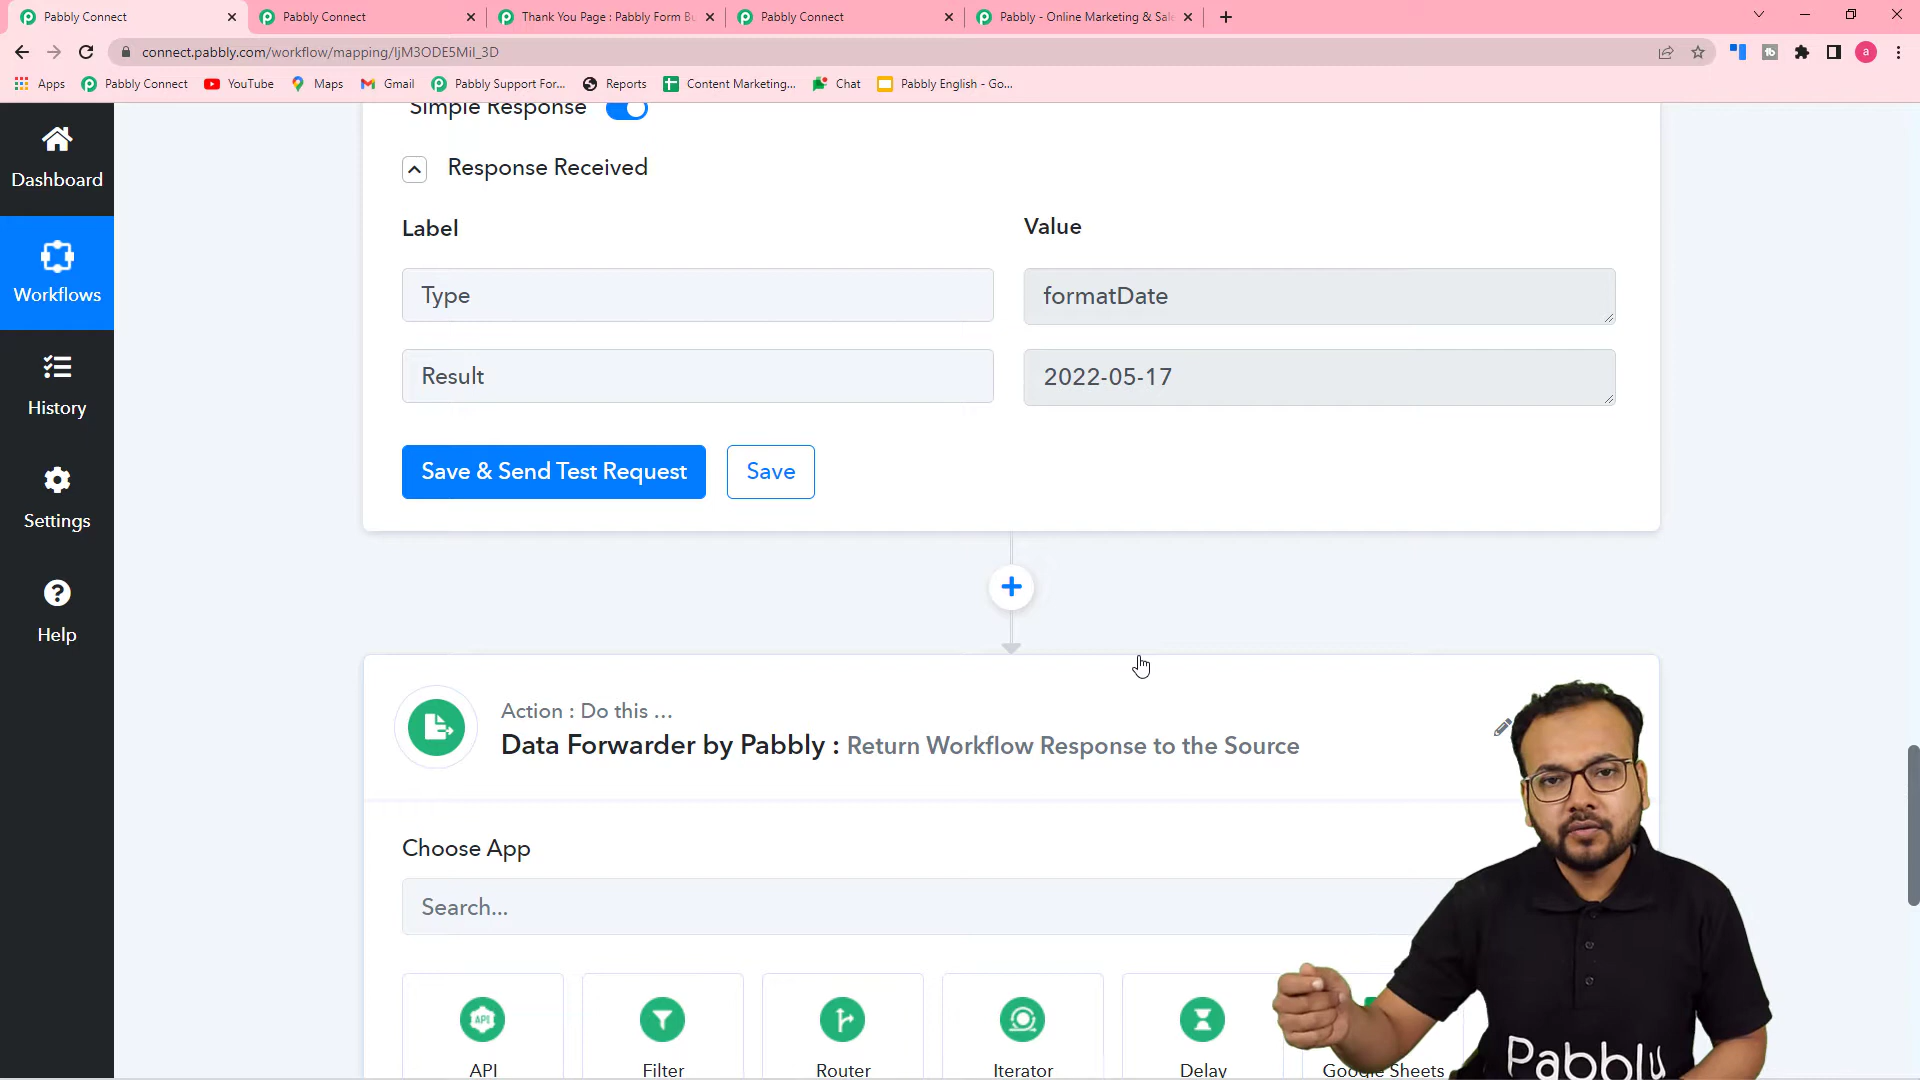 Pabbly Connect
Pabbly Connect
Thank You Page : Pabbly Form Bu
Pabbly Connect
Pabbly - Online Marketing & Sale
connect.pabbly.com/workflow/mapping/IjM3ODE5MiI_3D
Apps
Pabbly Connect
YouTube
Maps
Gmail
Pabbly Support For...
Reports
Content Marketing...
Chat
Pabbly English - Go...
a
Dashboard
Workflows
History
Settings
Help
Simple Response
Response Received
Label
Value
Type
formatDate
Result
2022-05-17
Save & Send Test Request
Save
Action : Do this ...
Data Forwarder by Pabbly : Return Workflow Response to the Source
Choose App
Search...
API
API
Filter
Router
Iterator
Delay
Google Sheets
Pabbly